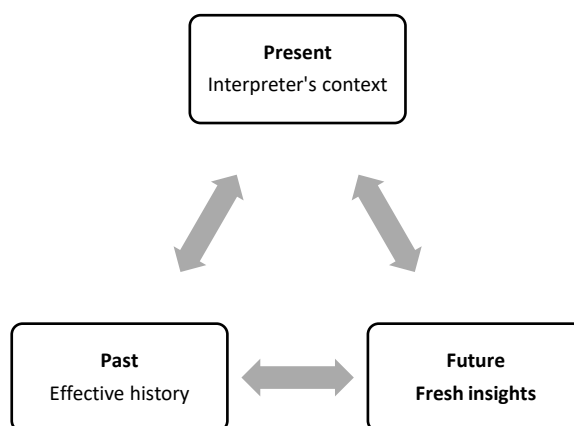 Present
Interpreter's context
Past
Effective history
Future
Fresh insights